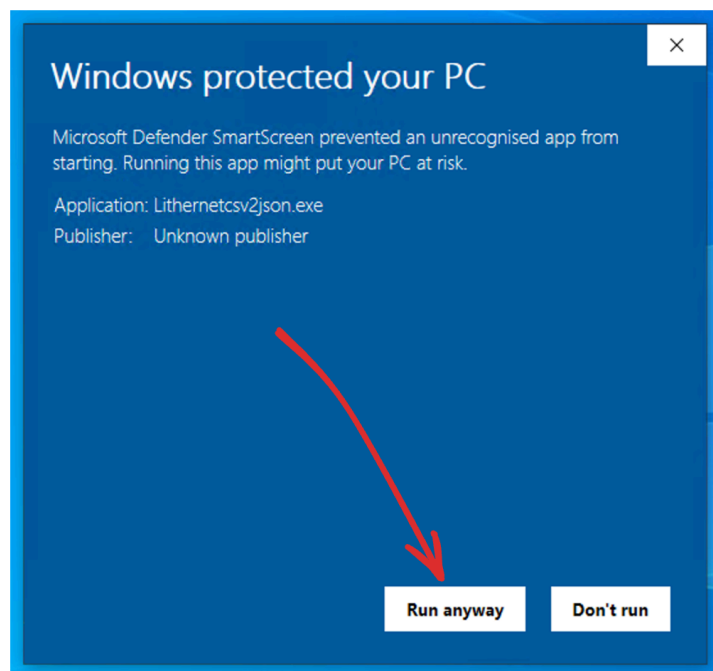 Windows protected your PC
Microsoft Defender SmartScreen prevented an unrecognised app from
starting. Running this app might put your PC at risk.
Application: Lithernetcsv2json.exe
Publisher: Unknown publisher
Run anyway Don't run